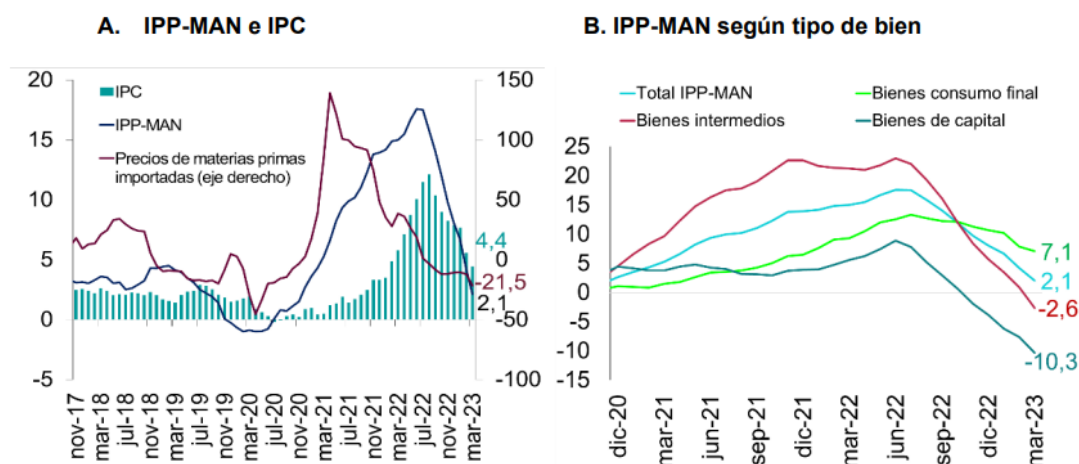 A. IPP-MAN e IPC
20
15
10
5
0
-5
IPC
IPP-MAN
Precios de materias primas
importadas (eje derecho)
150
100
50
0
-50
-100
4,4
-21,5
2,1
nov-17
mar-18
jul-18
nov-18
mar-19
jul-19
nov-19
mar-20
jul-20
nov-20
mar-21
jul-21
nov-21
mar-22
jul-22
nov-22
mar-23
B. IPP-MAN según tipo de bien
Total IPP-MAN
Bienes consumo final
Bienes intermedios
Bienes de capital
25
20
15
10
5
0
-5
-10
-15
7,1
2,1
-2,6
-10,3
dic-20
mar-21
jun-21
sep-21
dic-21
mar-22
jun-22
sep-22
dic-22
mar-23